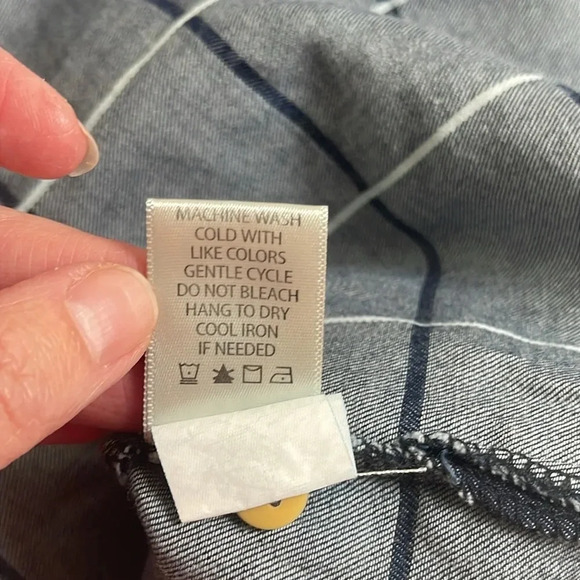 MACHINE WASH
COLD WITH
LIKE COLORS
GENTLE CYCLE
DO NOT BLEACH
HANG TO DRY
COOL IRON
IF NEEDED